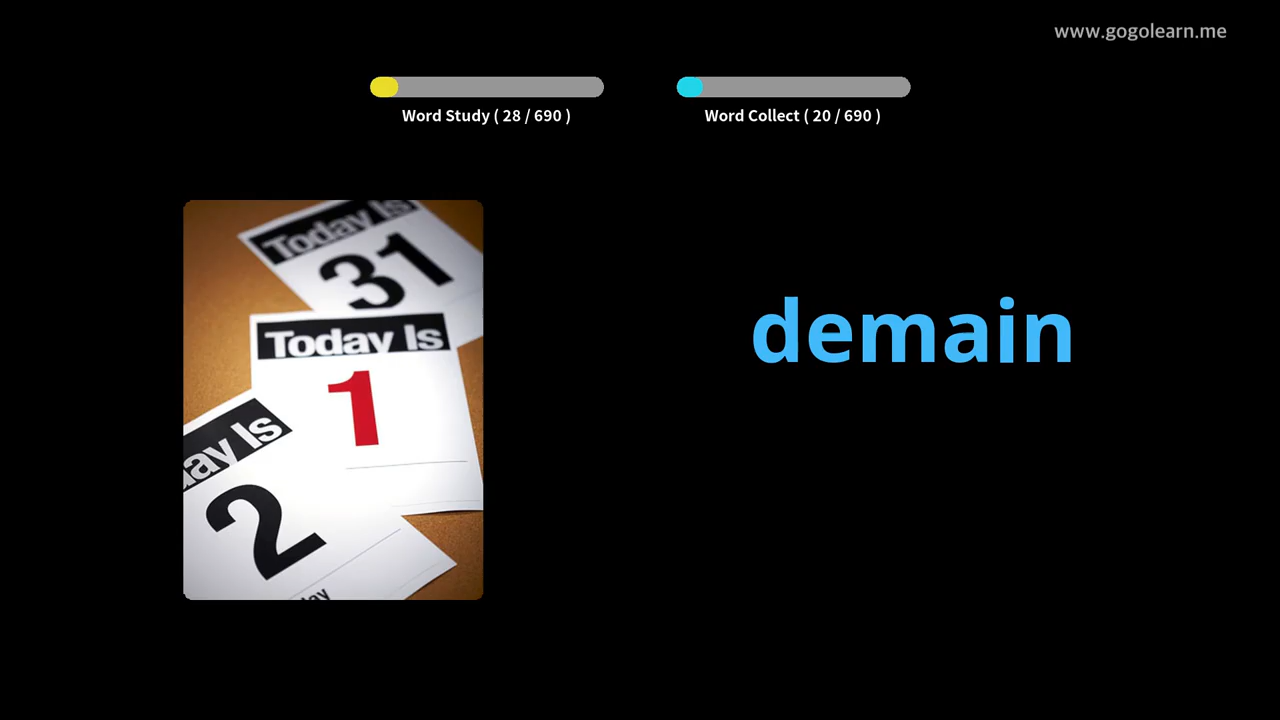 www.gogolearn.me
Word Study ( 28 / 690 )
Word Collect ( 20 / 690 )
Today Is
31
Today Is
1
ay Is
2
demain